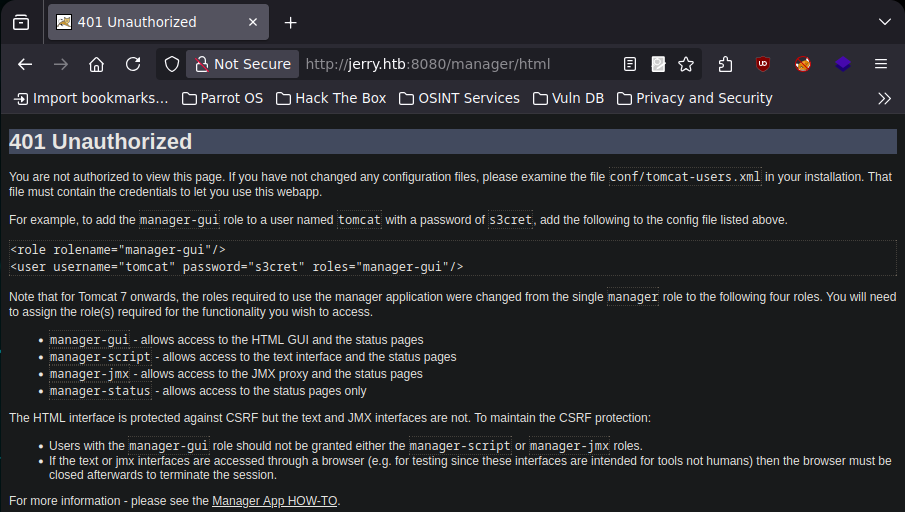 401 Unauthorized
Not Secure http://jerry.htb:8080/manager/html
Import bookmarks... Parrot OS Hack The Box OSINT Services Vuln DB Privacy and Security
401 Unauthorized
You are not authorized to view this page. If you have not changed any configuration files, please examine the file conf/tomcat-users.xml in your installation. That
file must contain the credentials to let you use this webapp.
For example, to add the manager-gui role to a user named tomcat with a password of s3cret, add the following to the config file listed above.
<role rolename="manager-gui"/>
<user username="tomcat" password="s3cret" roles="manager-gui"/>
Note that for Tomcat 7 onwards, the roles required to use the manager application were changed from the single manager role to the following four roles. You will need
to assign the role(s) required for the functionality you wish to access.
• manager-gui - allows access to the HTML GUI and the status pages
• manager-script - allows access to the text interface and the status pages
• manager-jmx - allows access to the JMX proxy and the status pages
• manager-status - allows access to the status pages only
The HTML interface is protected against CSRF but the text and JMX interfaces are not. To maintain the CSRF protection:
• Users with the manager-gui role should not be granted either the manager-script or manager-jmx roles.
• If the text or jmx interfaces are accessed through a browser (e.g. for testing since these interfaces are intended for tools not humans) then the browser must be
closed afterwards to terminate the session.
For more information - please see the Manager App HOW-TO.